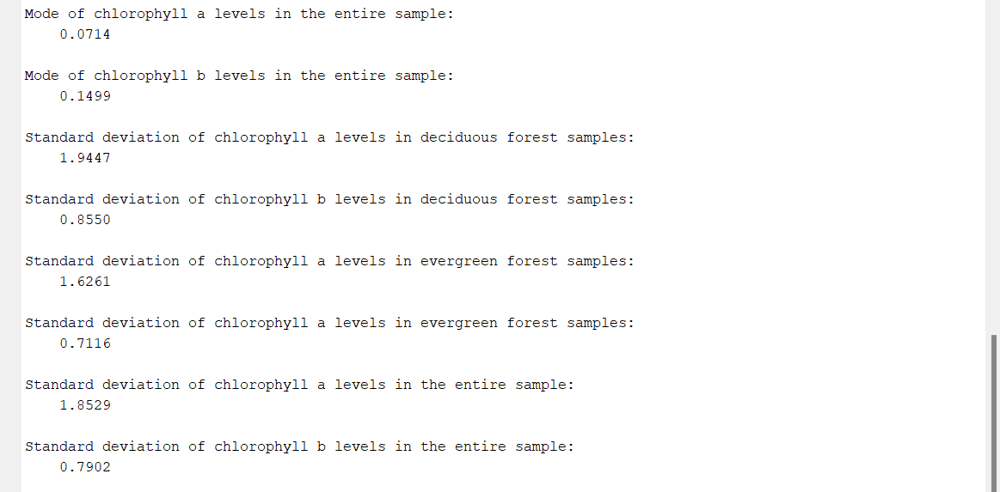 Mode of chlorophyll a levels in the entire sample:
0.0714
Mode of chlorophyll b levels in the entire sample:
0.1499
Standard deviation of chlorophyll a levels in deciduous forest samples:
1.9447
Standard deviation of chlorophyll b levels in deciduous forest samples:
0.8550
Standard deviation of chlorophyll a levels in evergreen forest samples:
1.6261
Standard deviation of chlorophyll a levels in evergreen forest samples:
0.7116
Standard deviation of chlorophyll a levels in the entire sample:
1.8529
Standard deviation of chlorophyll b levels in the entire sample:
0.7902